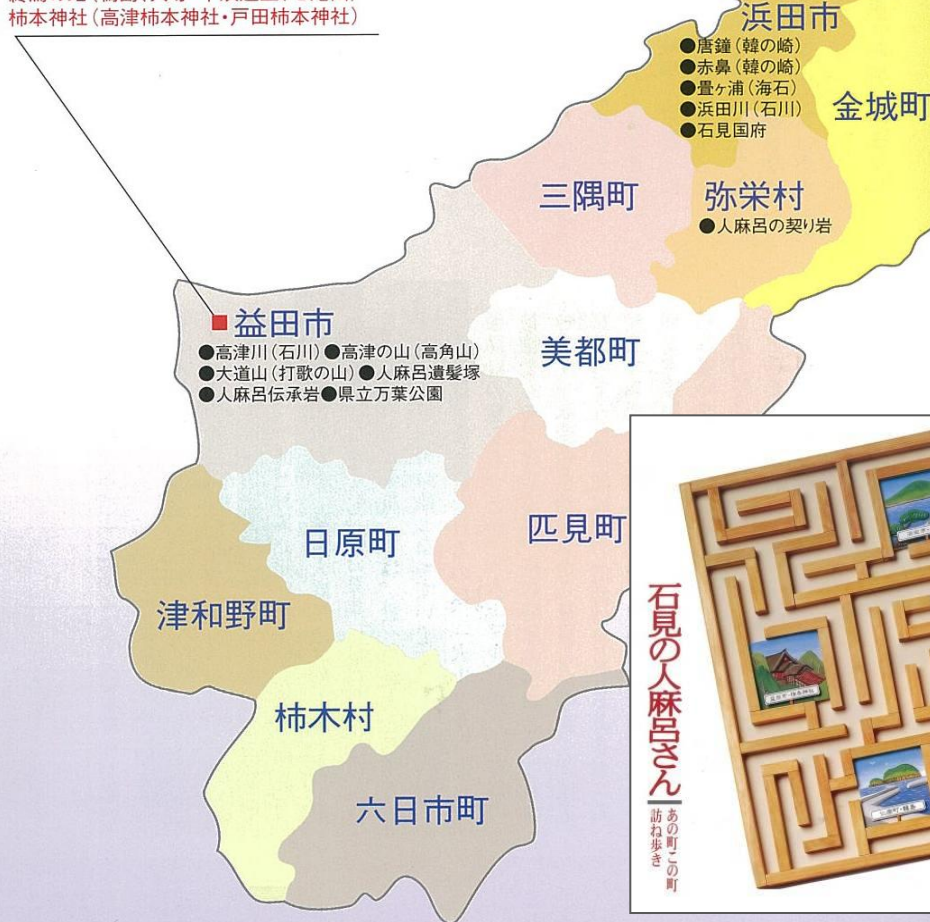 柿本神社(高津柿本神社・戸田柿本神社)
浜田市
●唐鐘(韓の崎)
●赤鼻(韓の崎)
●畳ヶ浦(海石)
●浜田川(石川)
●石見国府
金城町
三隅町
弥栄村
●人麻呂の契り岩
益田市
●高津川(石川)●高津の山(高角山)
●大道山(打歌の山)●人麻呂遺髪塚
●人麻呂伝承岩●県立万葉公園
美都町
日原町
匹見町
津和野町
柿木村
六日市町
石見の人麻呂さん
あの町この町
訪ね歩き